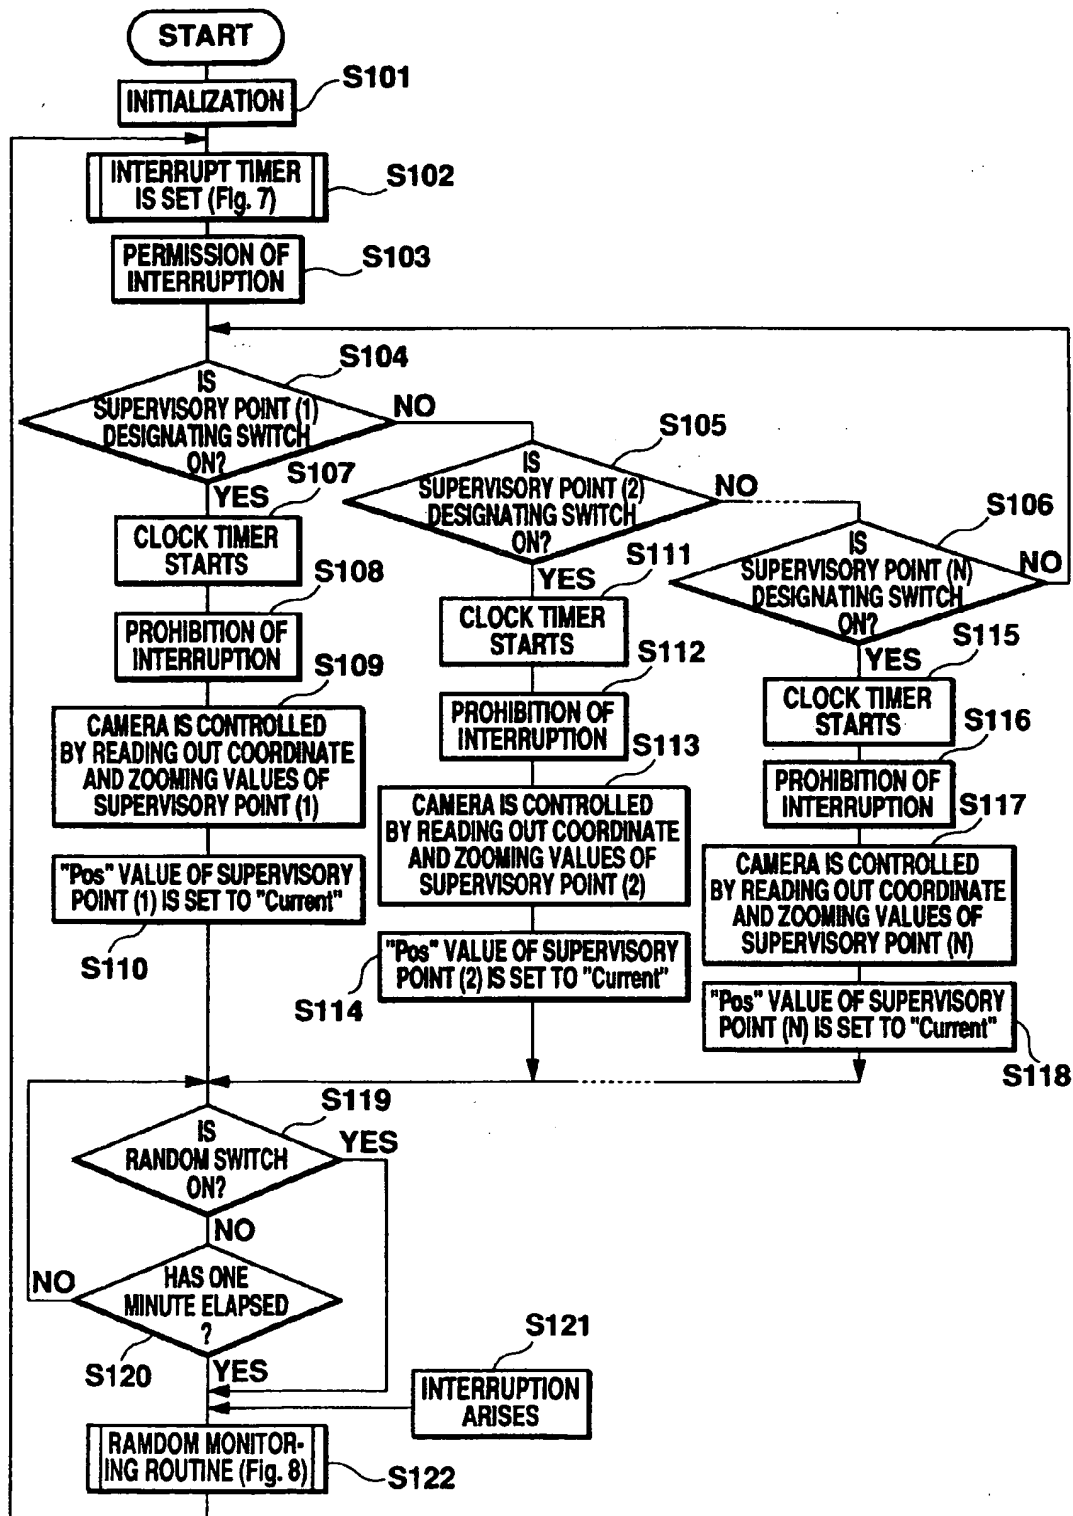 START
S101
INITIALIZATION
INTERRUPT TIMER
IS SET (Fig. 7)
S102
PERMISSION OF
INTERRUPTION
S103
S104
IS
SUPERVISORY POINT (1)
DESIGNATING SWITCH
ON?
NO
YES
S107
CLOCK TIMER
STARTS
S108
PROHIBITION OF
INTERRUPTION
S109
CAMERA IS CONTROLLED
BY READING OUT COORDINATE
AND ZOOMING VALUES OF
SUPERVISORY POINT (1)
"Pos" VALUE OF SUPERVISORY
POINT (1) IS SET TO "Current"
S110
S105
IS
SUPERVISORY POINT (2)
DESIGNATING SWITCH
ON?
NO
YES
S111
CLOCK TIMER
STARTS
S112
PROHIBITION OF
INTERRUPTION
S113
CAMERA IS CONTROLLED
BY READING OUT COORDINATE
AND ZOOMING VALUES OF
SUPERVISORY POINT (2)
"Pos" VALUE OF SUPERVISORY
POINT (2) IS SET TO "Current"
S114
S106
IS
SUPERVISORY POINT (N)
DESIGNATING SWITCH
ON?
NO
YES
S115
CLOCK TIMER
STARTS
S116
PROHIBITION OF
INTERRUPTION
S117
CAMERA IS CONTROLLED
BY READING OUT COORDINATE
AND ZOOMING VALUES OF
SUPERVISORY POINT (N)
"Pos" VALUE OF SUPERVISORY
POINT (N) IS SET TO "Current"
S118
S119
IS
RANDOM SWITCH
ON?
YES
NO
HAS ONE
MINUTE ELAPSED
?
NO
S120
YES
S121
INTERRUPTION
ARISES
RAMDOM MONITOR-
ING ROUTINE (Fig. 8)
S122